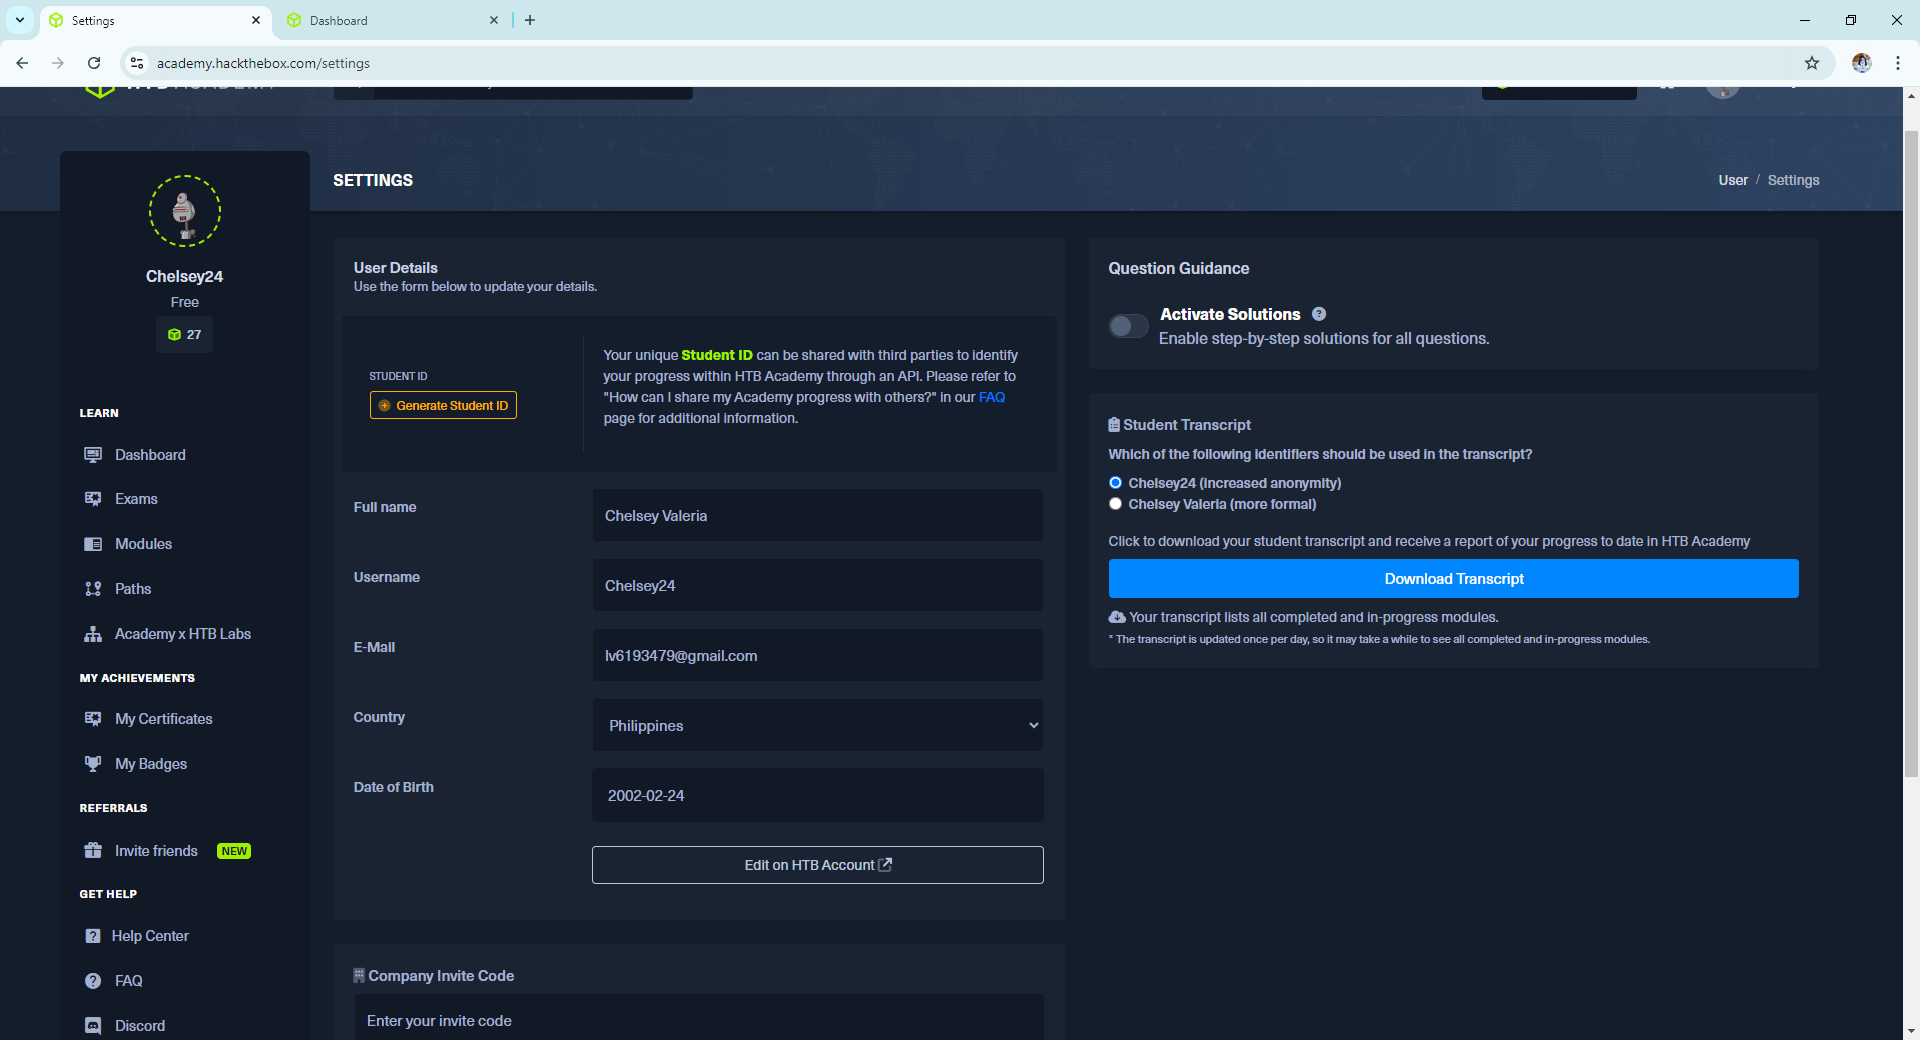 Settings
Dashboard
academy.hackthebox.com/settings
Chelsey24
Free
27
LEARN
Dashboard
Exams
Modules
Paths
Academy x HTB Labs
MY ACHIEVEMENTS
My Certificates
My Badges
REFERRALS
Invite friends NEW
GET HELP
Help Center
FAQ
Discord
SETTINGS
User / Settings
User Details
Use the form below to update your details.
STUDENT ID
Generate Student ID
Your unique Student ID can be shared with third parties to identify
your progress within HTB Academy through an API. Please refer to
"How can I share my Academy progress with others?" in our FAQ
page for additional information.
Full name
Chelsey Valeria
Username
Chelsey24
E-Mail
lv6193479@gmail.com
Country
Philippines
Date of Birth
2002-02-24
Edit on HTB Account
Company Invite Code
Enter your invite code
Question Guidance
Activate Solutions ?
Enable step-by-step solutions for all questions.
Student Transcript
Which of the following identifiers should be used in the transcript?
Chelsey24 (increased anonymity)
Chelsey Valeria (more formal)
Click to download your student transcript and receive a report of your progress to date in HTB Academy
Download Transcript
Your transcript lists all completed and in-progress modules.
* The transcript is updated once per day, so it may take a while to see all completed and in-progress modules.